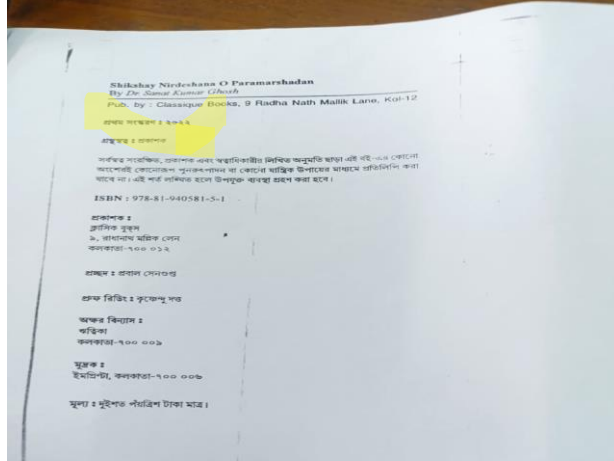 Shikshay Nirdeshana O Paramarshadan
By Dr. Sanat Kumar Ghosh
Pub. by : Classique Books, 9 Radha Nath Mallik Lane, Kol-12
প্রথম সংস্করণ : ২০২২
গ্রন্থস্বত্ব : প্রকাশক
সর্বস্বত্ব সংরক্ষিত, প্রকাশক এবং স্বত্বাধিকারীর লিখিত অনুমতি ছাড়া এই বই-এর কোনো
অংশেরই কোনোরূপ পুনরুৎপাদন বা কোনো যান্ত্রিক উপায়ের মাধ্যমে প্রতিলিপি করা
যাবে না। এই শর্ত লঙ্ঘিত হলে উপযুক্ত ব্যবস্থা গ্রহণ করা হবে।
ISBN : 978-81-940581-5-1
প্রকাশক :
ক্লাসিক বুকস
৯, রাধানাথ মল্লিক লেন
কলকাতা-৭০০ ০১২
প্রচ্ছদ : প্রবাল সেনগুপ্ত
প্রুফ রিডিং : কৃষ্ণেন্দু দত্ত
অক্ষর বিন্যাস :
ঋত্বিকা
কলকাতা-৭০০ ০০৯
মুদ্রক :
ইমপ্রিন্টা, কলকাতা-৭০০ ০০৬
মূল্য : দুইশত পঁয়ত্রিশ টাকা মাত্র।